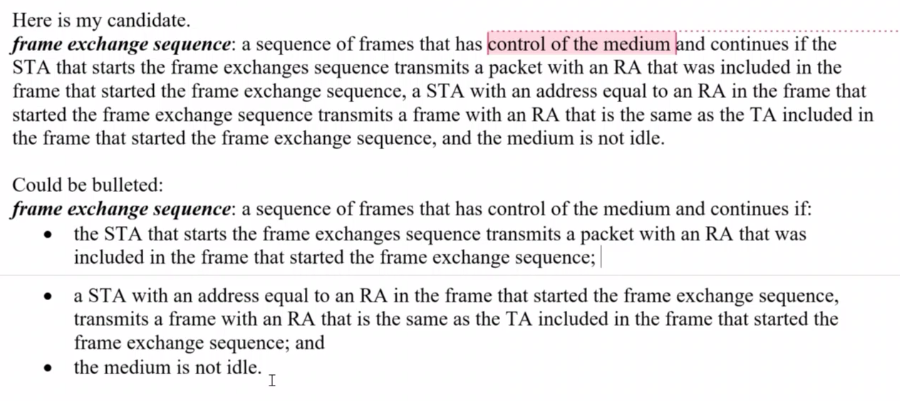 Here is my candidate.
frame exchange sequence: a sequence of frames that has control of the medium and continues if the
STA that starts the frame exchanges sequence transmits a packet with an RA that was included in the
frame that started the frame exchange sequence, a STA with an address equal to an RA in the frame that
started the frame exchange sequence transmits a frame with an RA that is the same as the TA included in
the frame that started the frame exchange sequence, and the medium is not idle.
Could be bulleted:
frame exchange sequence: a sequence of frames that has control of the medium and continues if:
• the STA that starts the frame exchanges sequence transmits a packet with an RA that was
included in the frame that started the frame exchange sequence;
• a STA with an address equal to an RA in the frame that started the frame exchange sequence,
transmits a frame with an RA that is the same as the TA included in the frame that started the
frame exchange sequence; and
• the medium is not idle.